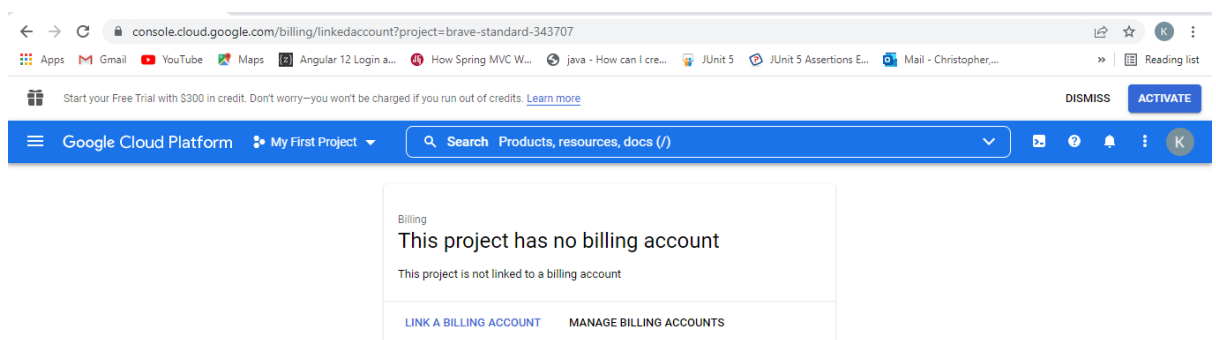 console.cloud.google.com/billing/linkedaccount?project=brave-standard-343707 K
Apps Gmail YouTube Maps Angular 12 Login a... How Spring MVC W... java - How can I cre... JUnit 5 JUnit 5 Assertions E... Mail - Christopher,... » Reading list
Start your Free Trial with $300 in credit. Don't worry—you won't be charged if you run out of credits. Learn more DISMISS ACTIVATE
Google Cloud Platform My First Project Search Products, resources, docs (/) K
Billing
This project has no billing account
This project is not linked to a billing account
LINK A BILLING ACCOUNT MANAGE BILLING ACCOUNTS